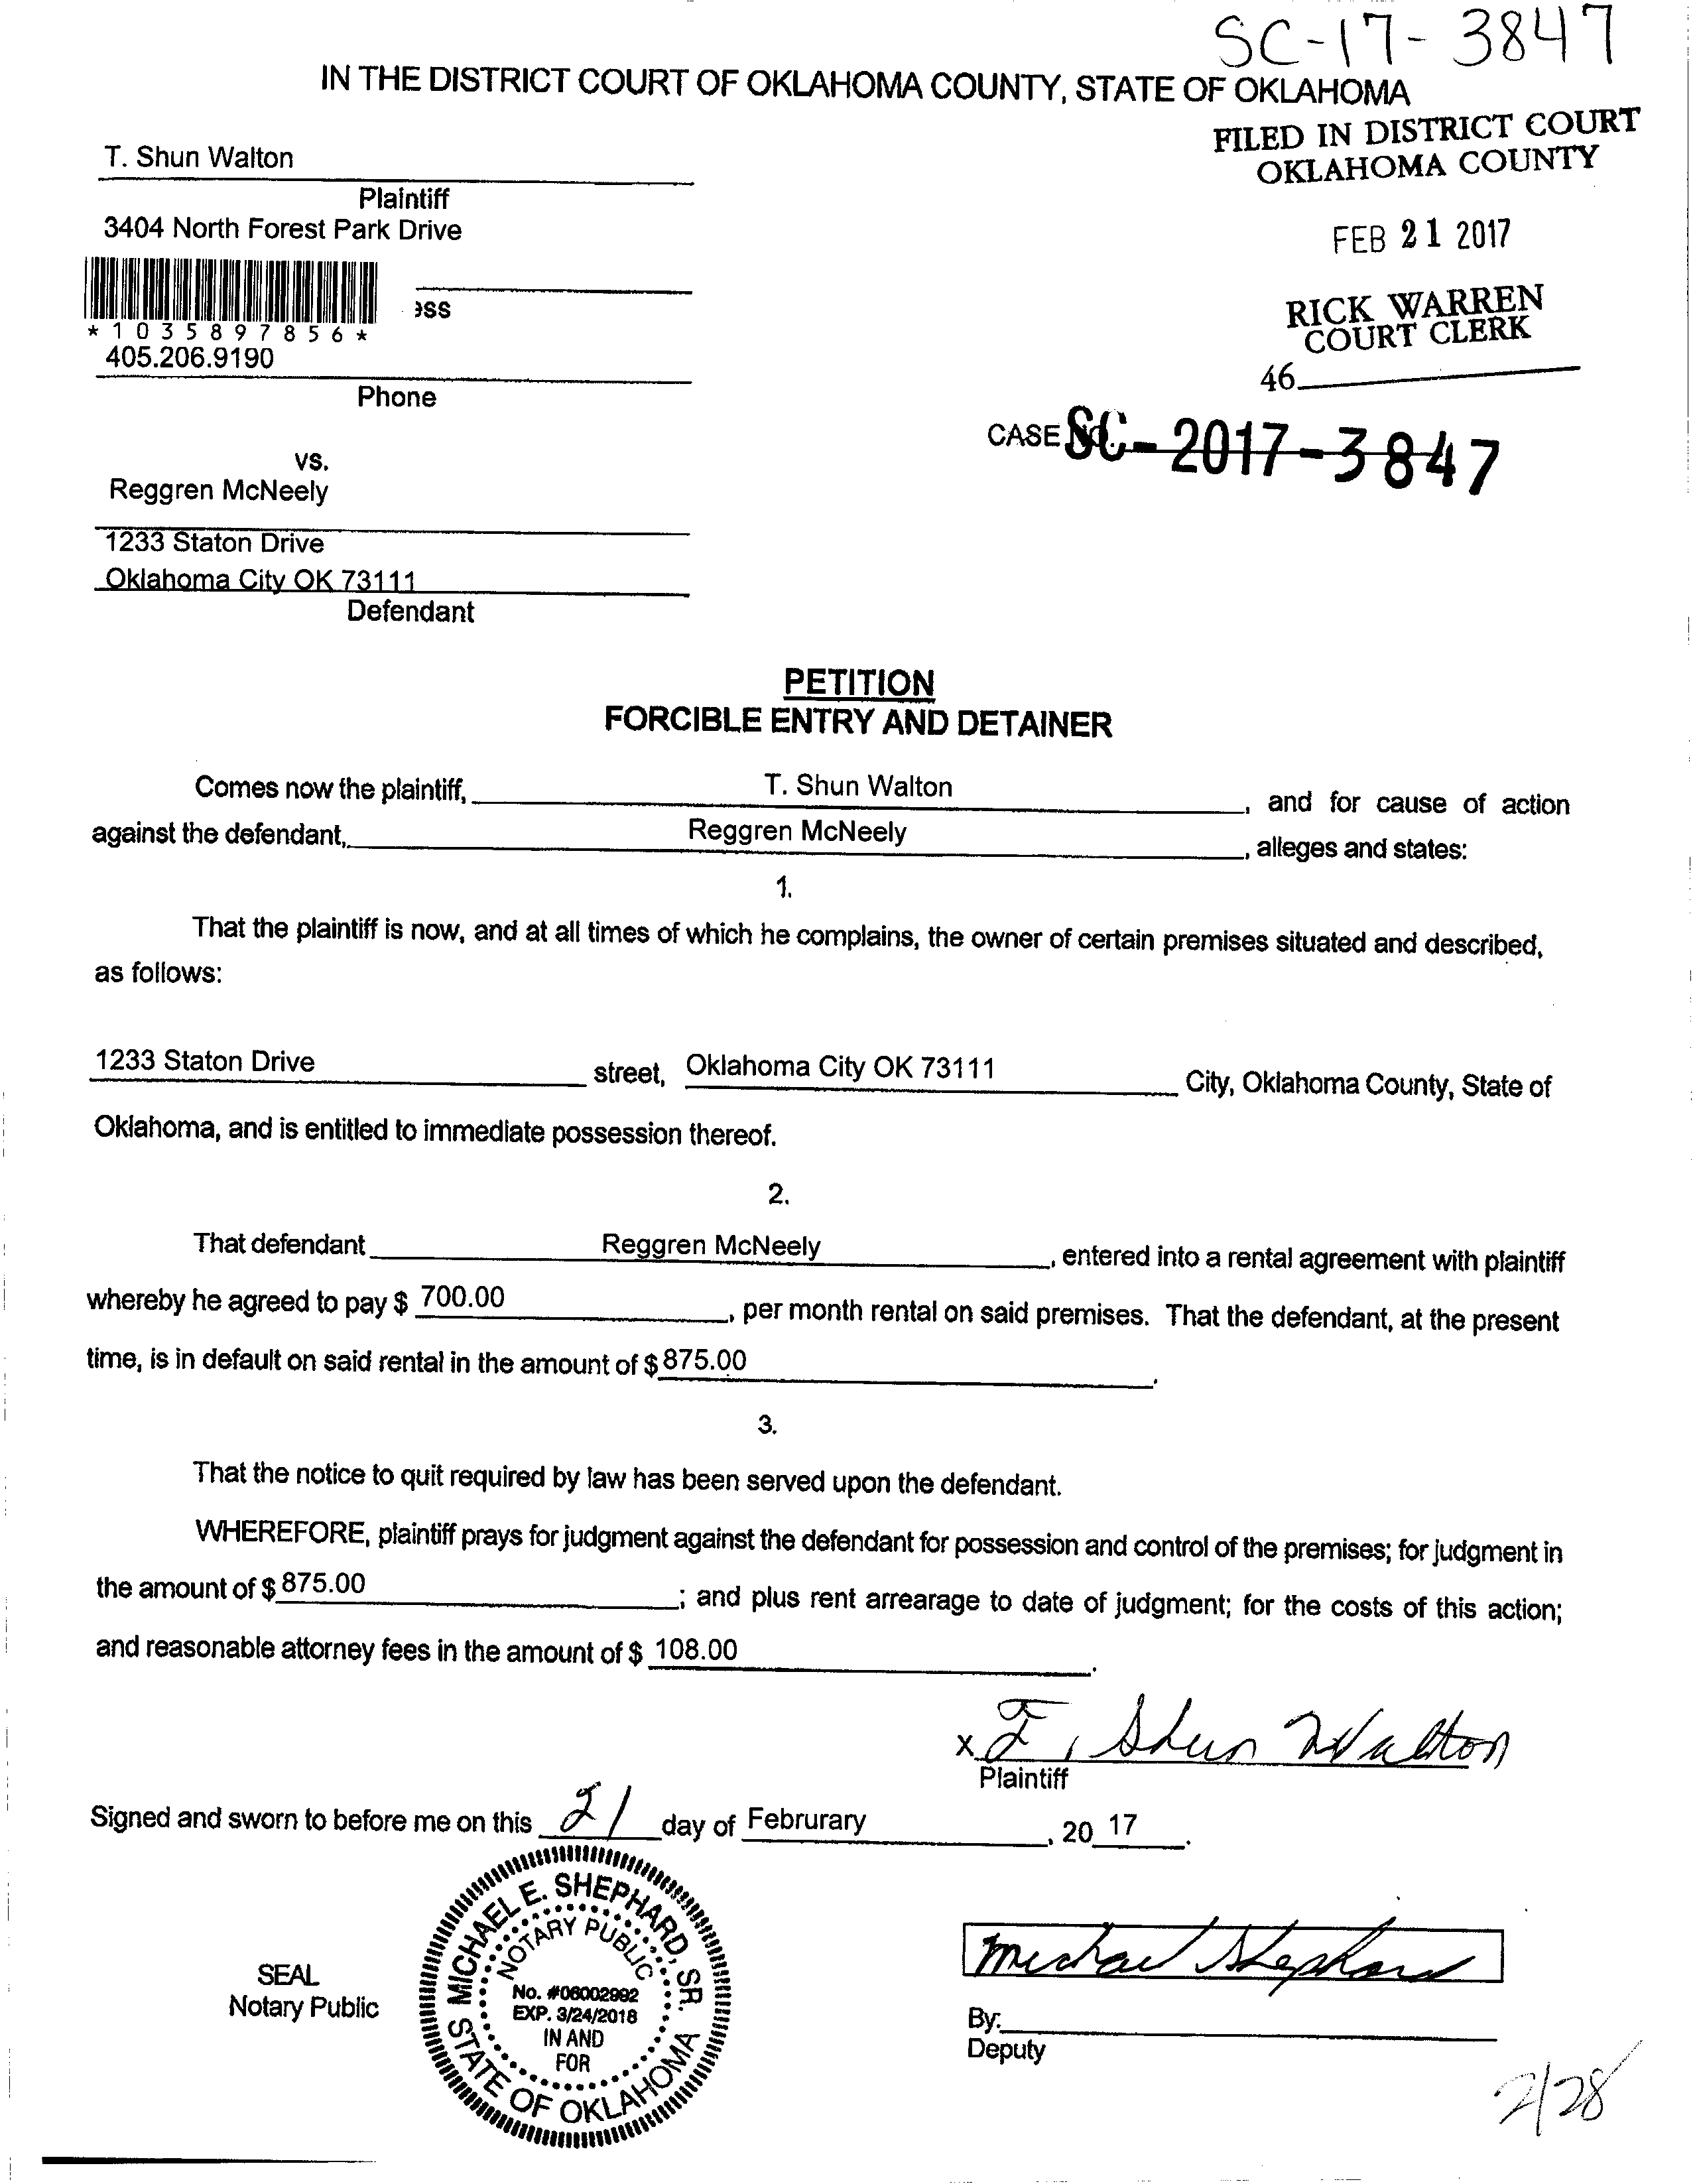 SC-17-3847
IN THE DISTRICT COURT OF OKLAHOMA COUNTY, STATE OF OKLAHOMA
FILED IN DISTRICT COURT
OKLAHOMA COUNTY
FEB 21 2017
RICK WARREN
COURT CLERK
46
T. Shun Walton
Plaintiff
3404 North Forest Park Drive
ess
*1035897856*
405.206.9190
Phone
CASE NO. SC-2017-3847
vs.
Reggren McNeely
1233 Staton Drive
Oklahoma City OK 73111
Defendant
PETITION
FORCIBLE ENTRY AND DETAINER
Comes now the plaintiff, T. Shun Walton, and for cause of action
against the defendant, Reggren McNeely, alleges and states:
1.
That the plaintiff is now, and at all times of which he complains, the owner of certain premises situated and described,
as follows:
1233 Staton Drive street, Oklahoma City OK 73111 City, Oklahoma County, State of
Oklahoma, and is entitled to immediate possession thereof.
2.
That defendant Reggren McNeely, entered into a rental agreement with plaintiff
whereby he agreed to pay $ 700.00, per month rental on said premises. That the defendant, at the present
time, is in default on said rental in the amount of $ 875.00.
3.
That the notice to quit required by law has been served upon the defendant.
WHEREFORE, plaintiff prays for judgment against the defendant for possession and control of the premises; for judgment in
the amount of $ 875.00; and plus rent arrearage to date of judgment; for the costs of this action;
and reasonable attorney fees in the amount of $ 108.00.
x T. Shun Walton
Plaintiff
Signed and sworn to before me on this 21 day of Februrary, 20 17.
MICHAEL E. SHEPHARD, SR.
NOTARY PUBLIC
No. #06002992
EXP. 3/24/2018
IN AND
FOR
STATE OF OKLAHOMA
SEAL
Notary Public
Michael Shephard
By:
Deputy
2/28